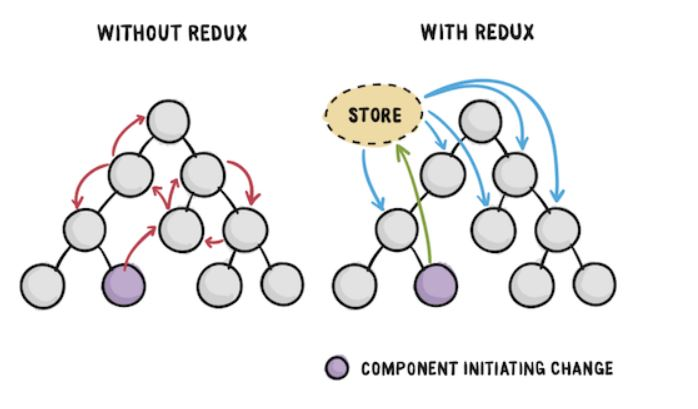 WITHOUT REDUX
WITH REDUX
STORE
COMPONENT INITIATING CHANGE